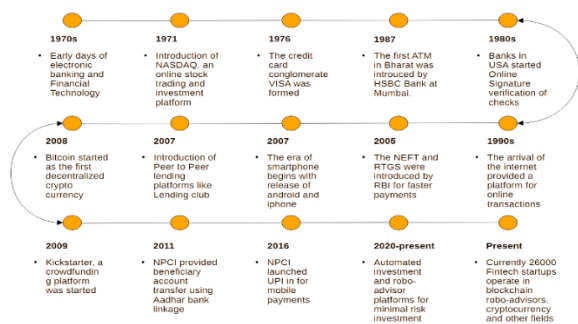 1970s
• Early days of
electronic
banking and
Financial
Technology
1971
• Introduction of
NASDAQ, an
online stock
trading and
investment
platform
1976
• The credit
card
conglomerate
VISA was
formed
1987
• The first ATM
in Bharat was
introuced by
HSBC Bank at
Mumbai.
1980s
• Banks in
USA started
Online
Signature
verification of
checks
2008
• Bitcoin started
as the first
decentralized
crypto
currency
2007
• Introduction of
Peer to Peer
lending
platforms like
Lending club
2007
• The era of
smartphone
begins with
release of
android and
iphone
2005
• The NEFT and
RTGS were
introduced by
RBI for faster
payments
1990s
• The arrival of
the internet
provided a
platform for
online
transactions
2009
• Kickstarter, a
crowdfundin
g platform
was started
2011
• NPCI provided
beneficiary
account
transfer using
Aadhar bank
linkage
2016
• NPCI
launched
UPI in for
mobile
payments
2020-present
• Automated
investment
and robo-
advisor
platforms for
minimal risk
investment
Present
• Currently 26000
Fintech startups
operate in
blockchain
robo-advisors,
cryptocurrency
and other fields